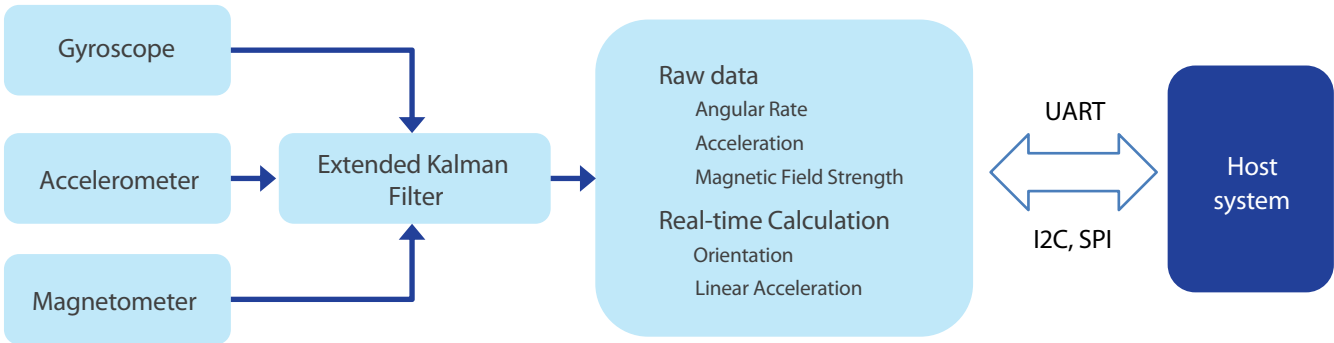 Gyroscope
Accelerometer
Magnetometer
Extended Kalman
Filter
Raw data
Angular Rate
Acceleration
Magnetic Field Strength
Real-time Calculation
Orientation
Linear Acceleration
UART
I2C, SPI
Host
system